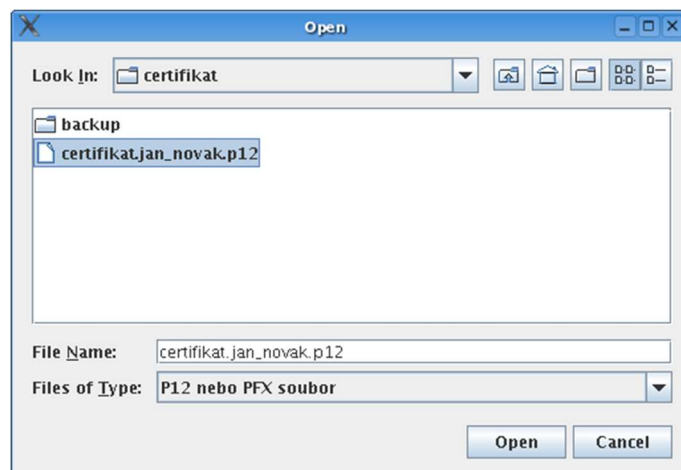 Open
Look In: certifikat
backup
certifikat.jan_novak.p12
File Name: certifikat.jan_novak.p12
Files of Type: P12 nebo PFX soubor
Open Cancel